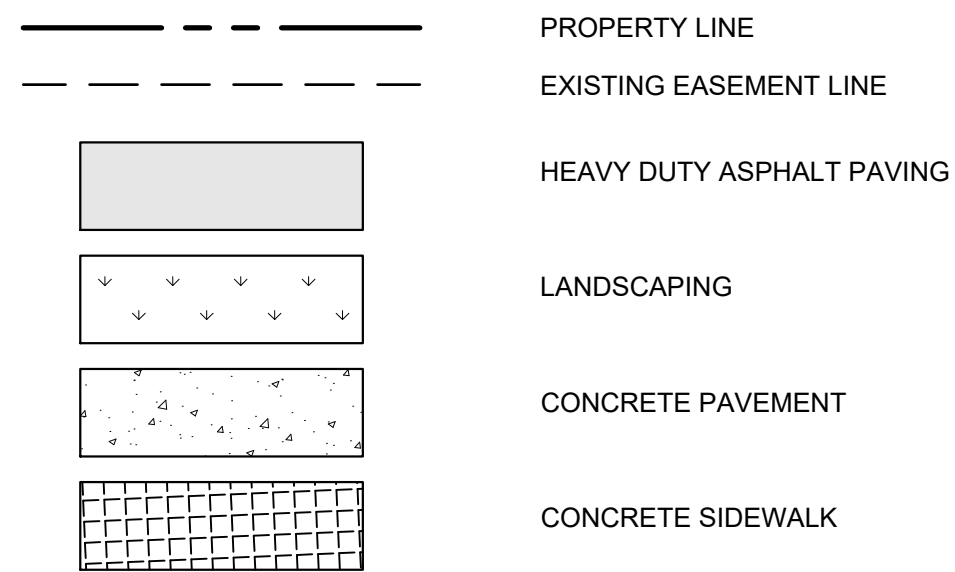 PROPERTY LINE
EXISTING EASEMENT LINE
HEAVY DUTY ASPHALT PAVING
LANDSCAPING
CONCRETE PAVEMENT
CONCRETE SIDEWALK